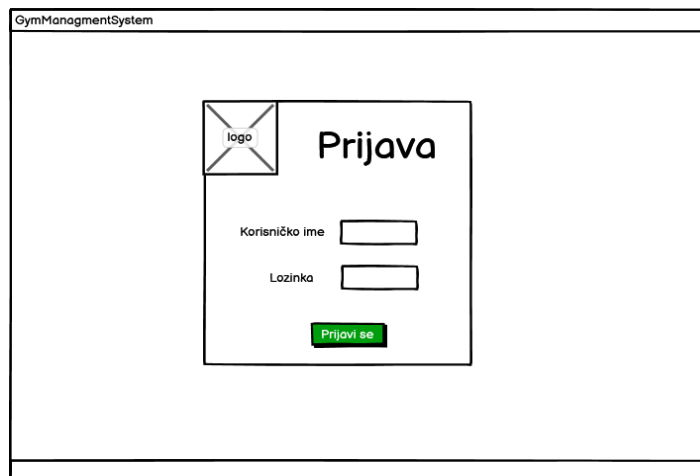 GymManagmentSystem
logo
Prijava
Korisničko ime
Lozinka
Prijavi se